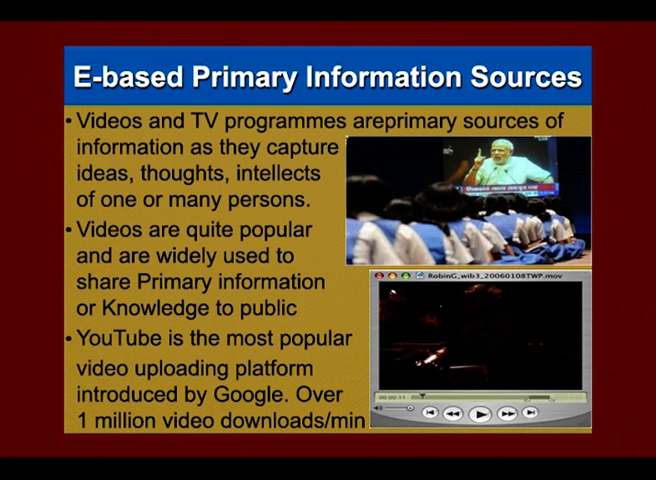 E-based Primary Information Sources
• Videos and TV programmes areprimary sources of
information as they capture
ideas, thoughts, intellects
of one or many persons.
• Videos are quite popular
and are widely used to
share Primary information
or Knowledge to public
• YouTube is the most popular
video uploading platform
introduced by Google. Over
1 million video downloads/min
RobinG_wib3_20060108TWP.mov
00:00:11